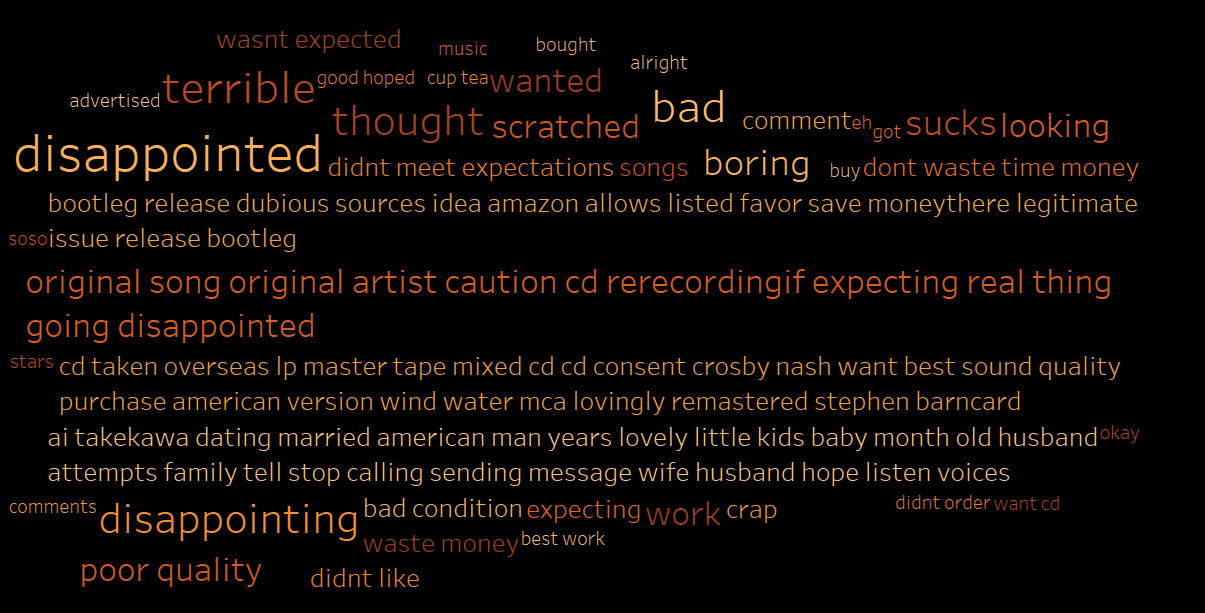 wasnt expected
music
bought
alright
advertised
terrible
good hoped
cup tea
wanted
bad
thought
scratched
comment
eh
got
sucks
looking
disappointed
didnt meet expectations
songs
boring
buy
dont waste time money
bootleg release dubious sources idea amazon allows listed favor save moneythere legitimate
issue release bootleg
soso
original song original artist caution cd rerecordingif expecting real thing
going disappointed
stars
cd taken overseas lp master tape mixed cd cd consent crosby nash want best sound quality
purchase american version wind water mca lovingly remastered stephen barncard
ai takekawa dating married american man years lovely little kids baby month old husband
attempts family tell stop calling sending message wife husband hope listen voices
okay
comments
disappointing
bad condition
expecting
work
crap
didnt order
want cd
waste money
best work
poor quality
didnt like